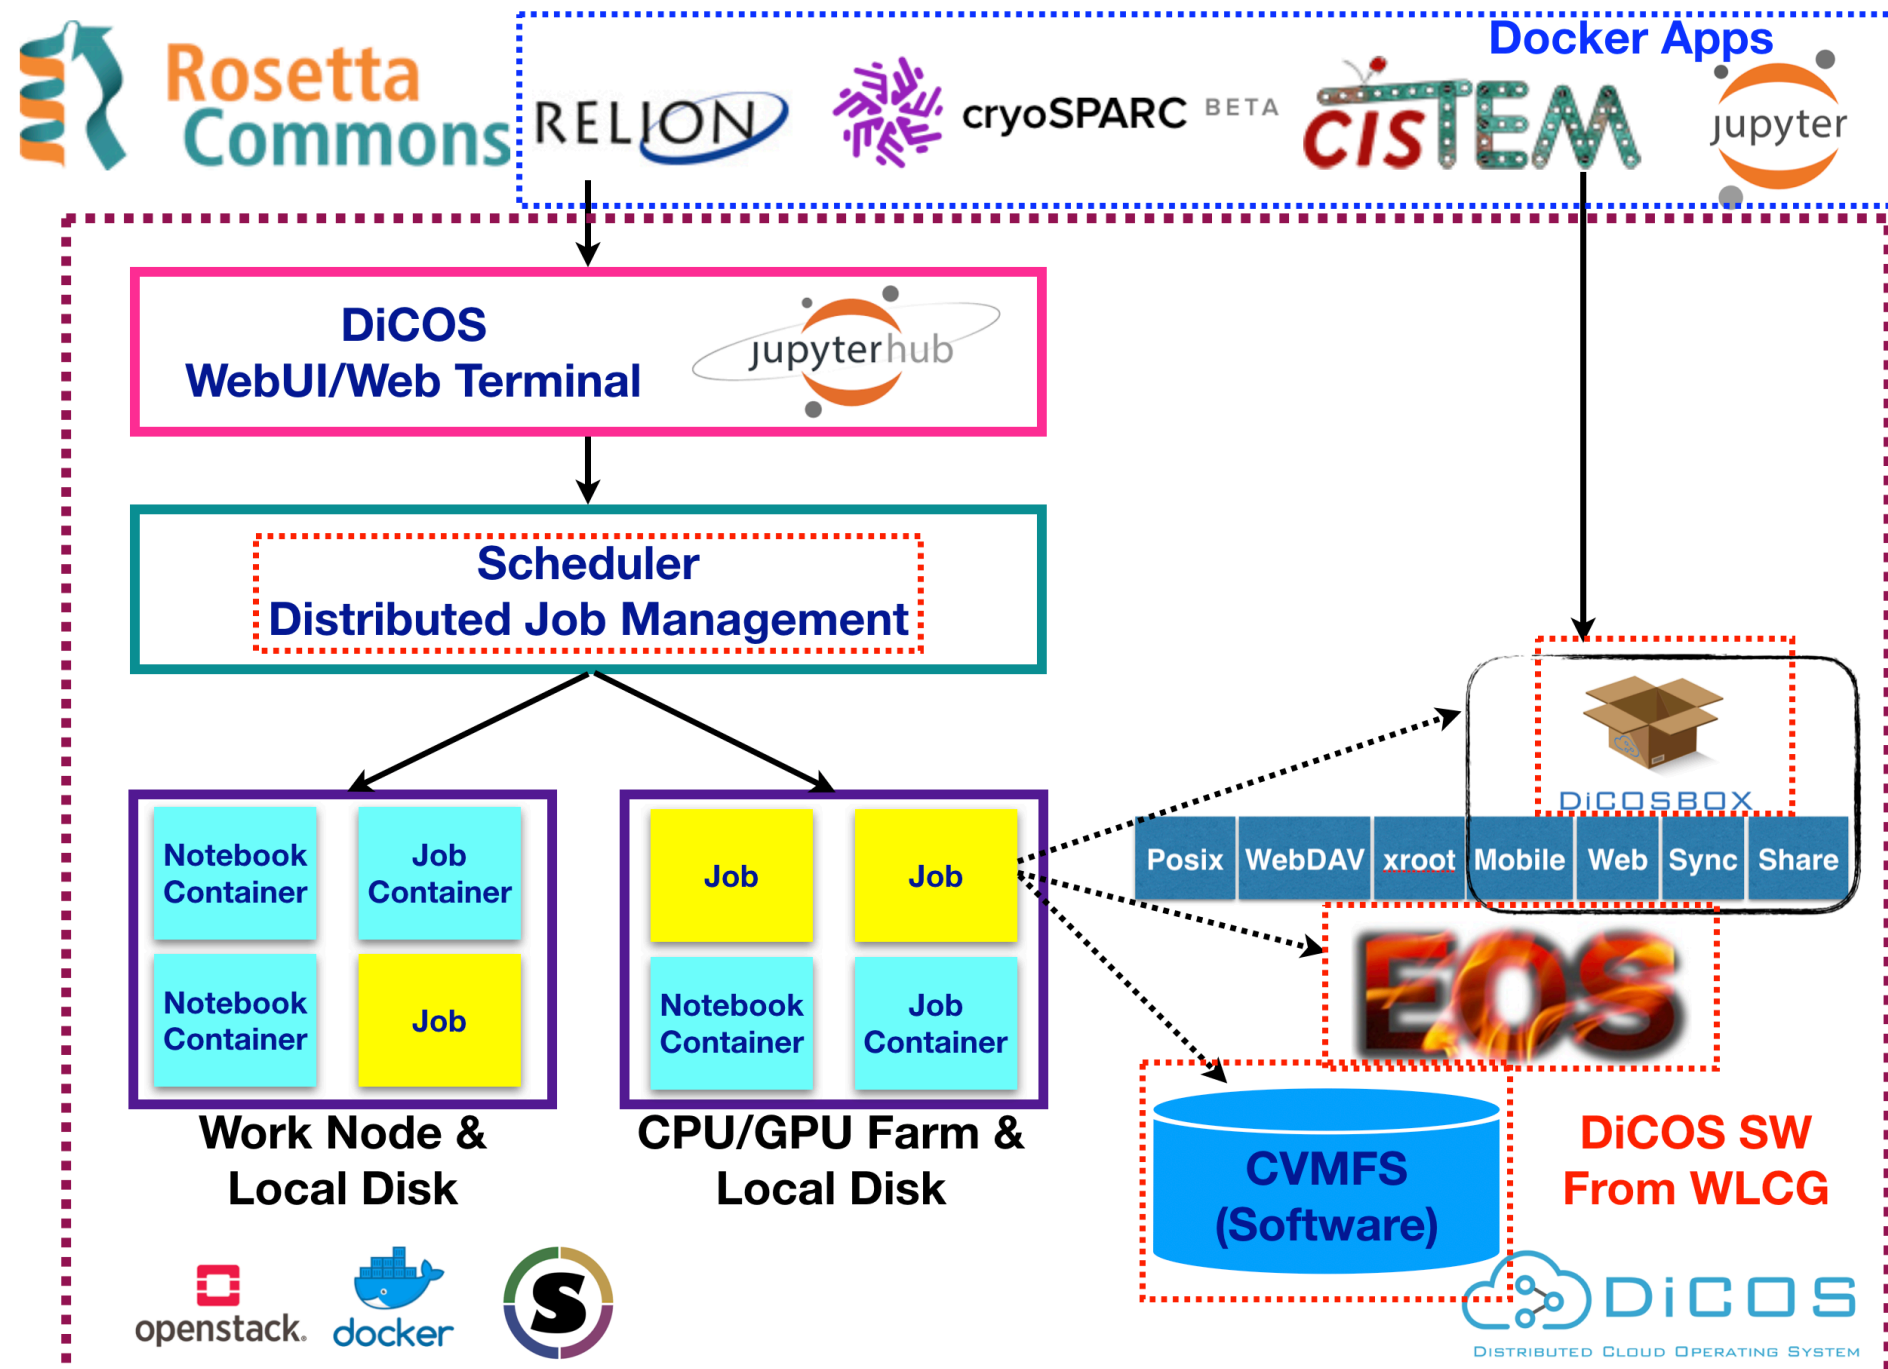 Docker Apps
Rosetta
Commons
RELION
cryoSPARC BETA
cisTEM
jupyter
DiCOS
WebUI/Web Terminal
jupyterhub
Scheduler
Distributed Job Management
DiCOSBOX
Notebook
Container
Job
Container
Notebook
Container
Job
Job
Job
Notebook
Container
Job
Container
Posix WebDAV xroot Mobile Web Sync Share
EOS
Work Node &
Local Disk
CPU/GPU Farm &
Local Disk
CVMFS
(Software)
DiCOS SW
From WLCG
openstack.
docker
S
DiCOS
DISTRIBUTED CLOUD OPERATING SYSTEM